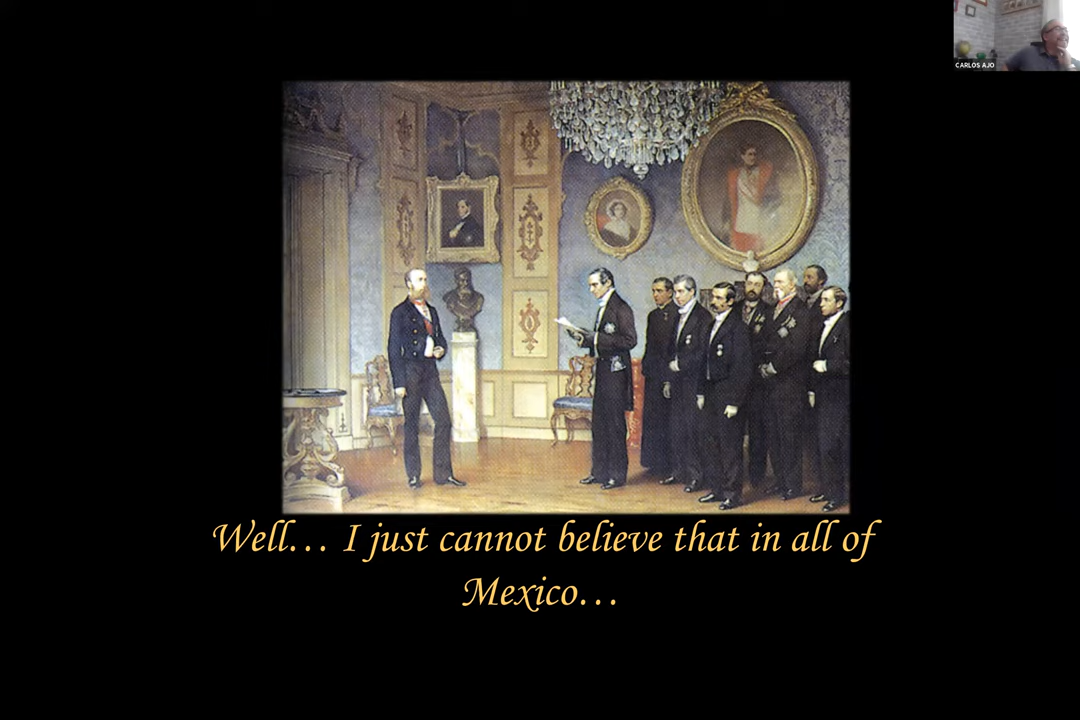 CARLOS AJO
Well… I just cannot believe that in all of
Mexico…